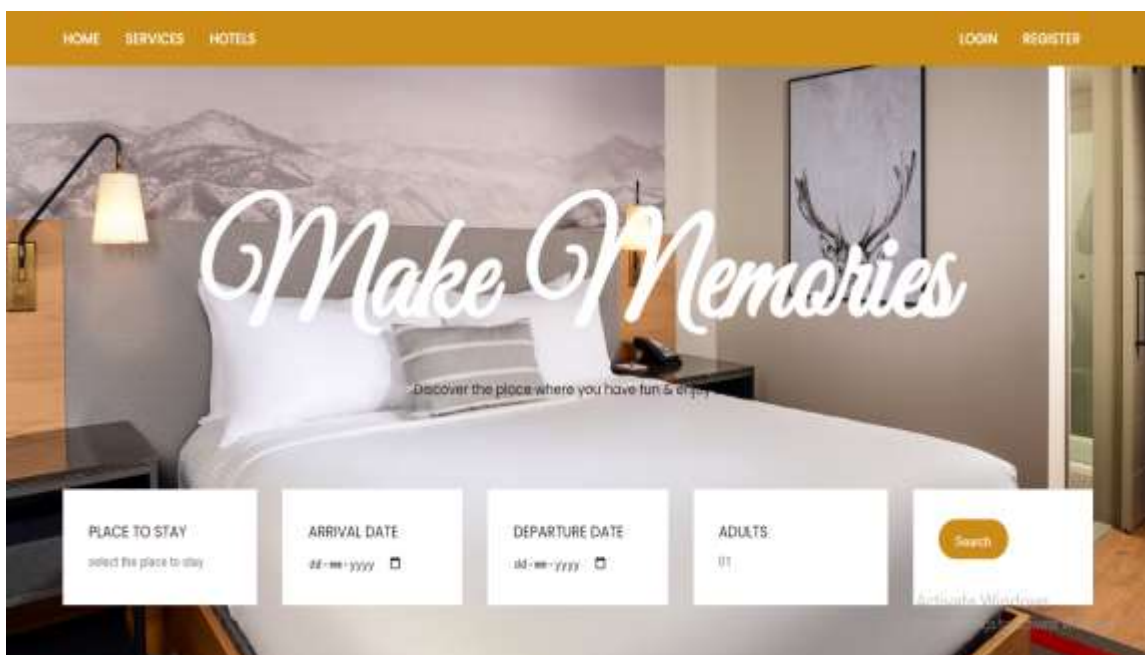 HOME SERVICES HOTELS LOGIN REGISTER
Make Memories
Discover the place where you have fun & enjoy
PLACE TO STAY ARRIVAL DATE DEPARTURE DATE ADULTS
select the place to stay dd-mm-yyyy dd-mm-yyyy 01
Search
Activate Windows